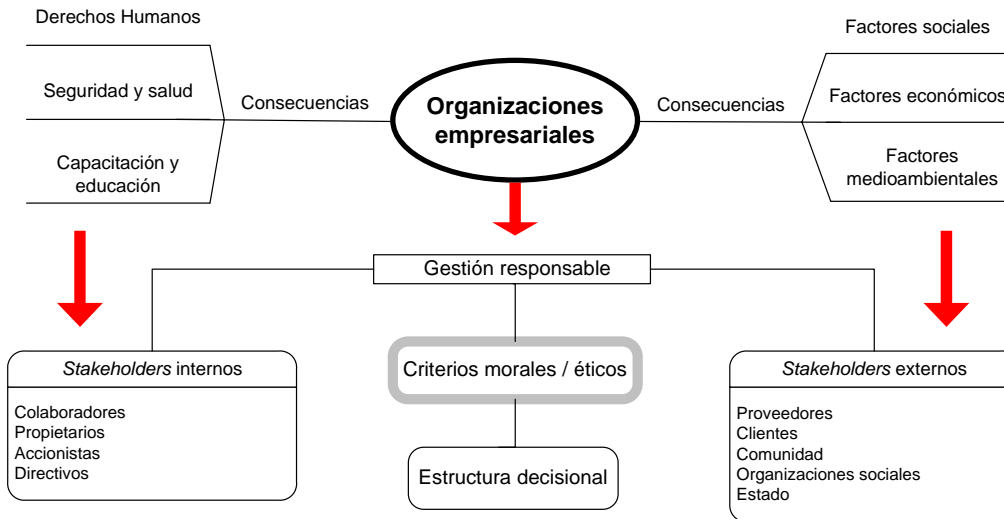 Derechos Humanos
Seguridad y salud
Capacitación y
educación
Consecuencias
Organizaciones
empresariales
Consecuencias
Factores sociales
Factores económicos
Factores
medioambientales
Gestión responsable
Stakeholders internos
Colaboradores
Propietarios
Accionistas
Directivos
Criterios morales / éticos
Estructura decisional
Stakeholders externos
Proveedores
Clientes
Comunidad
Organizaciones sociales
Estado